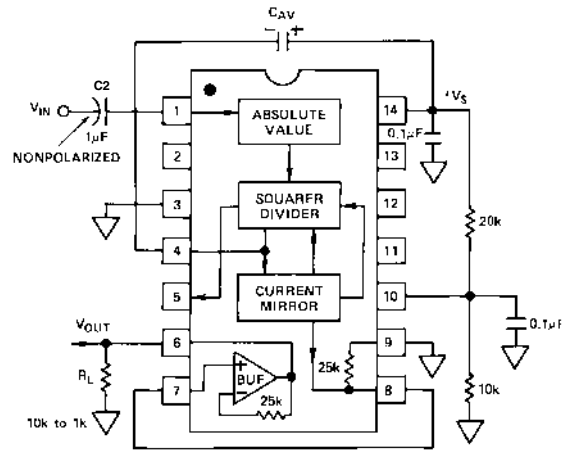 CAV
− +
C2
VIN
1μF
NONPOLARIZED
+VS
0.1μF
1
2
3
4
5
6
7
14
13
12
11
10
9
8
ABSOLUTE
VALUE
SQUARER
DIVIDER
CURRENT
MIRROR
20k
0.1μF
10k
VOUT
RL
10k to 1k
+
BUF
−
25k
25k